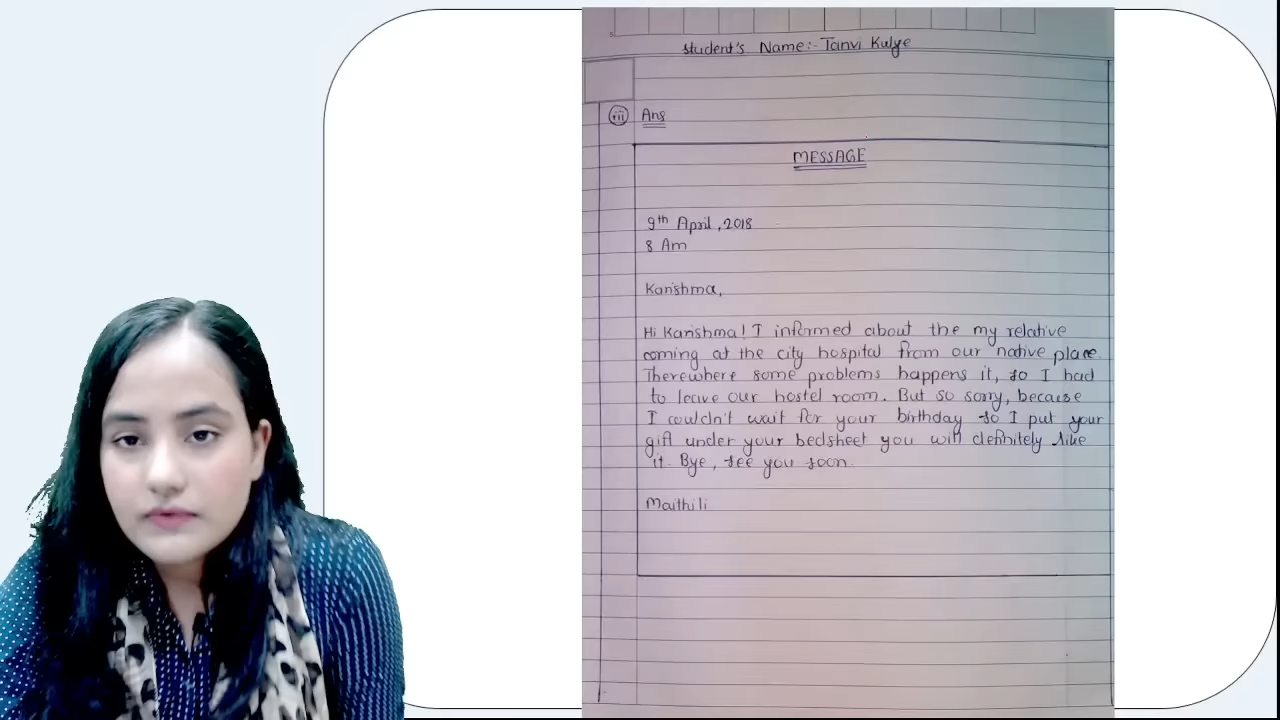 Student's Name:- Tanvi Kulye
iii Ans
MESSAGE
9th April, 2018
8 Am
Karishma,
Hi Karishma! I informed about the my relative
coming at the city hospital from our native place.
Therewhere some problems happens it, so I had
to leave our hostel room. But so sorry, because
I couldn't wait for your birthday so I put your
gift under your bedsheet you will definitely like
it. Bye, see you soon.
Maithili